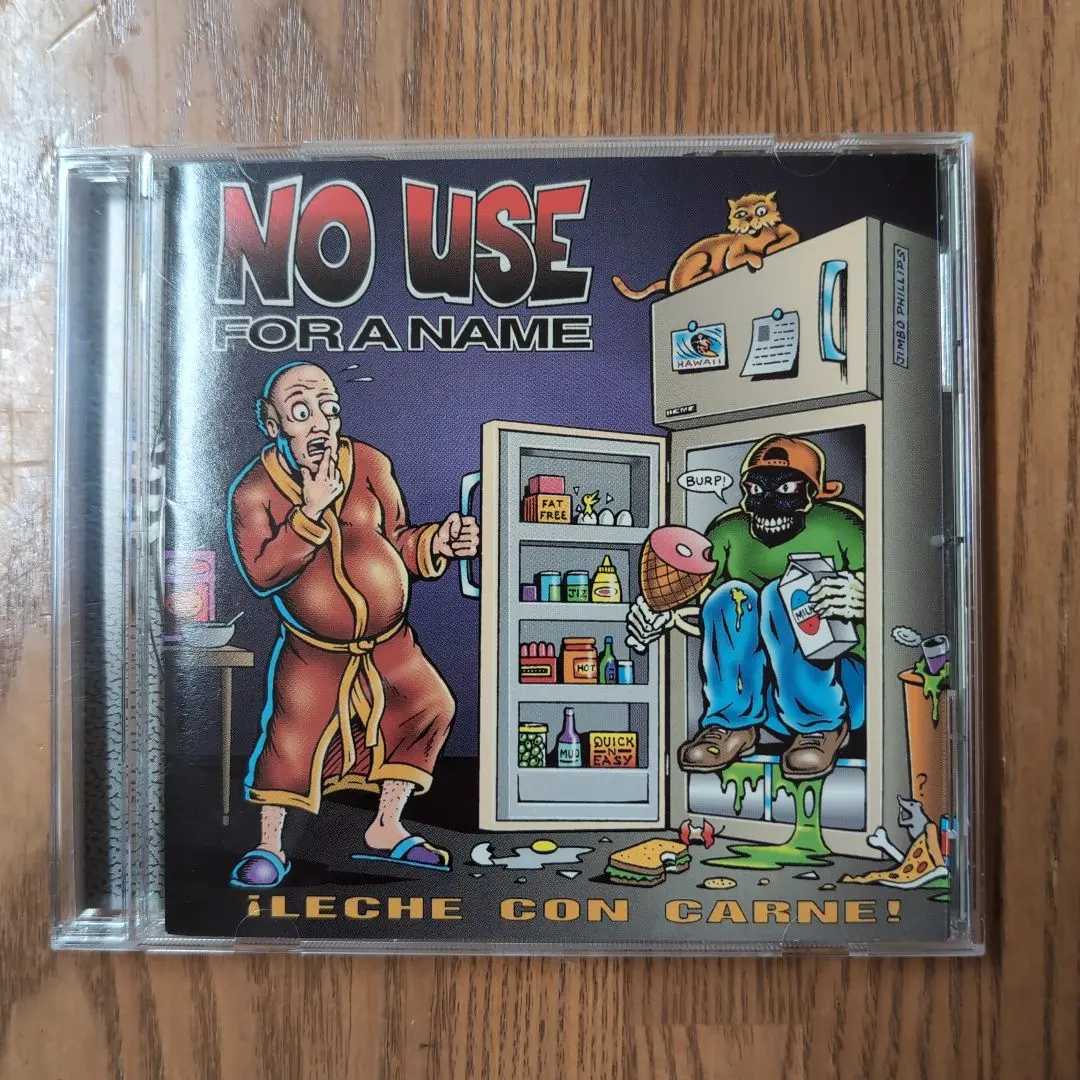 NO USE
FOR A NAME
JIMBO PHILLIPS
HAWAII
ACME
BURP!
FAT
FREE
JIZ
MILK
HOT
MUD
QUICK
-N-
EASY
?
¡LECHE CON CARNE!